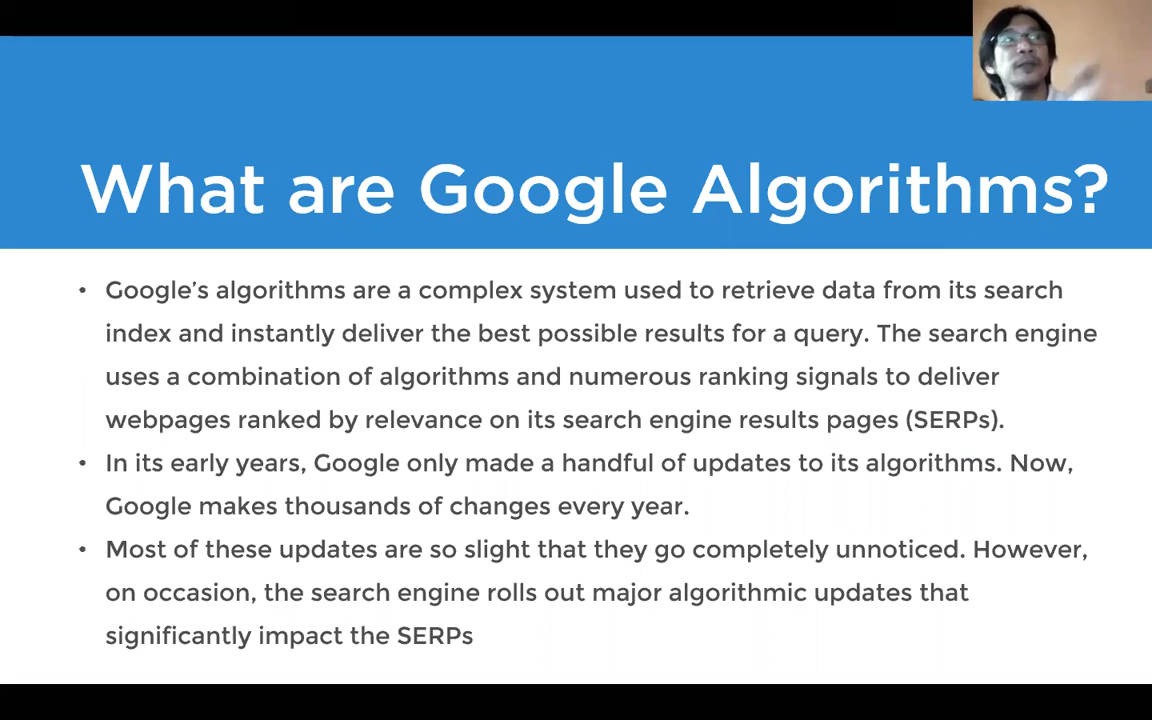 What are Google Algorithms?
• Google’s algorithms are a complex system used to retrieve data from its search
index and instantly deliver the best possible results for a query. The search engine
uses a combination of algorithms and numerous ranking signals to deliver
webpages ranked by relevance on its search engine results pages (SERPs).
• In its early years, Google only made a handful of updates to its algorithms. Now,
Google makes thousands of changes every year.
• Most of these updates are so slight that they go completely unnoticed. However,
on occasion, the search engine rolls out major algorithmic updates that
significantly impact the SERPs